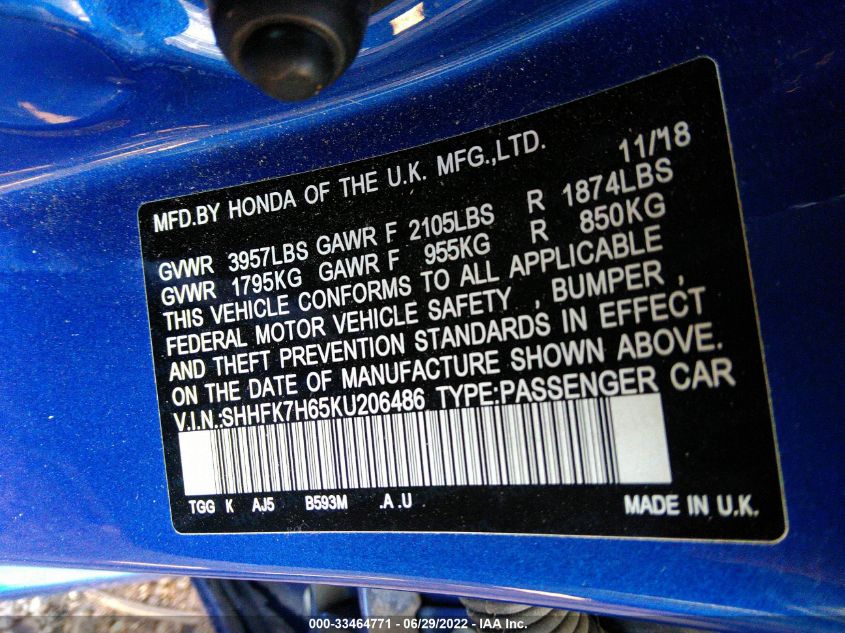 MFD.BY HONDA OF THE U.K. MFG.,LTD. 11/18
GVWR 3957LBS GAWR F 2105LBS R 1874LBS
GVWR 1795KG GAWR F 955KG R 850KG
THIS VEHICLE CONFORMS TO ALL APPLICABLE
FEDERAL MOTOR VEHICLE SAFETY , BUMPER ,
AND THEFT PREVENTION STANDARDS IN EFFECT
ON THE DATE OF MANUFACTURE SHOWN ABOVE.
V.I.N.:SHHFK7H65KU206486 TYPE:PASSENGER CAR
TGG K AJ5 B593M .A .U MADE IN U.K.
000-33464771 - 06/29/2022 - IAA Inc.